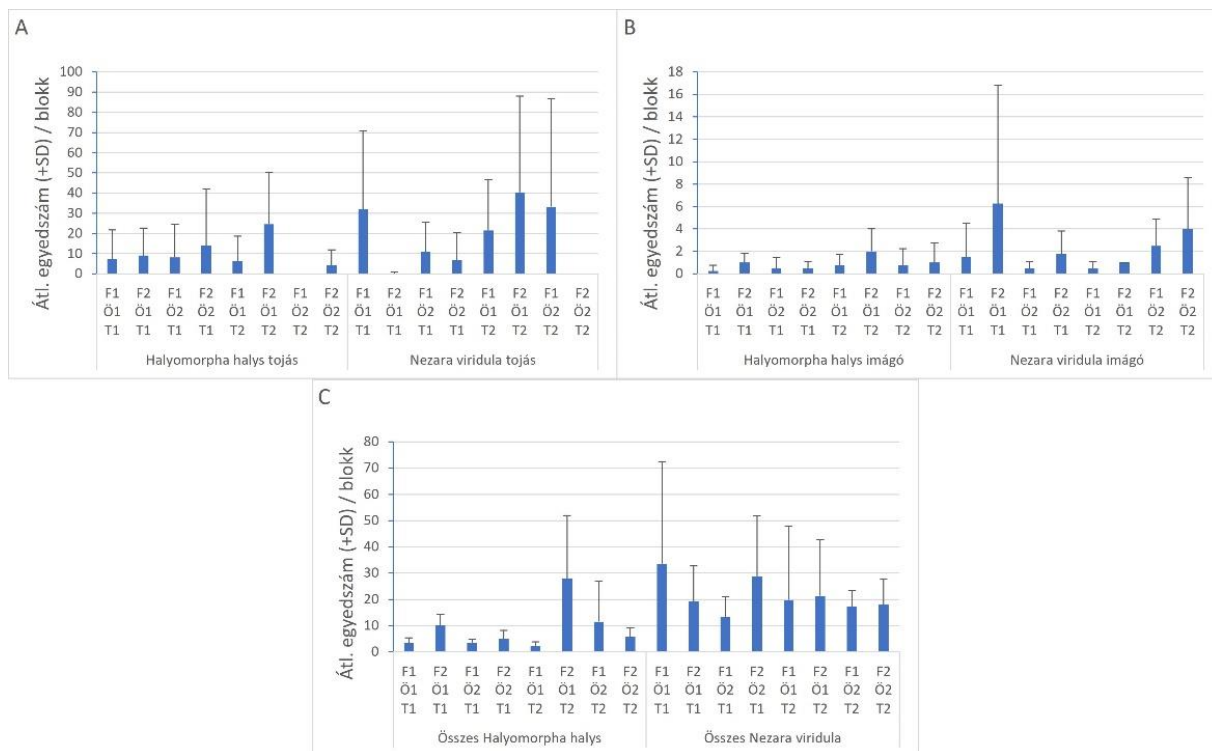 A
Átl. egyedszám (+SD) / blokk
100
90
80
70
60
50
40
30
20
10
0
F1 F2 F1 F2 F1 F2 F1 F2 F1 F2 F1 F2 F1 F2 F1 F2
Ö1 Ö1 Ö2 Ö2 Ö1 Ö1 Ö2 Ö2 Ö1 Ö1 Ö2 Ö2 Ö1 Ö1 Ö2 Ö2
T1 T1 T1 T1 T2 T2 T2 T2 T1 T1 T1 T1 T2 T2 T2 T2
Halyomorpha halys tojás Nezara viridula tojás
B
Átl. egyedszám (+SD) / blokk
18
16
14
12
10
8
6
4
2
0
F1 F2 F1 F2 F1 F2 F1 F2 F1 F2 F1 F2 F1 F2 F1 F2
Ö1 Ö1 Ö2 Ö2 Ö1 Ö1 Ö2 Ö2 Ö1 Ö1 Ö2 Ö2 Ö1 Ö1 Ö2 Ö2
T1 T1 T1 T1 T2 T2 T2 T2 T1 T1 T1 T1 T2 T2 T2 T2
Halyomorpha halys imágó Nezara viridula imágó
C
Átl. egyedszám (+SD) / blokk
80
70
60
50
40
30
20
10
0
F1 F2 F1 F2 F1 F2 F1 F2 F1 F2 F1 F2 F1 F2 F1 F2
Ö1 Ö1 Ö2 Ö2 Ö1 Ö1 Ö2 Ö2 Ö1 Ö1 Ö2 Ö2 Ö1 Ö1 Ö2 Ö2
T1 T1 T1 T1 T2 T2 T2 T2 T1 T1 T1 T1 T2 T2 T2 T2
Összes Halyomorpha halys Összes Nezara viridula